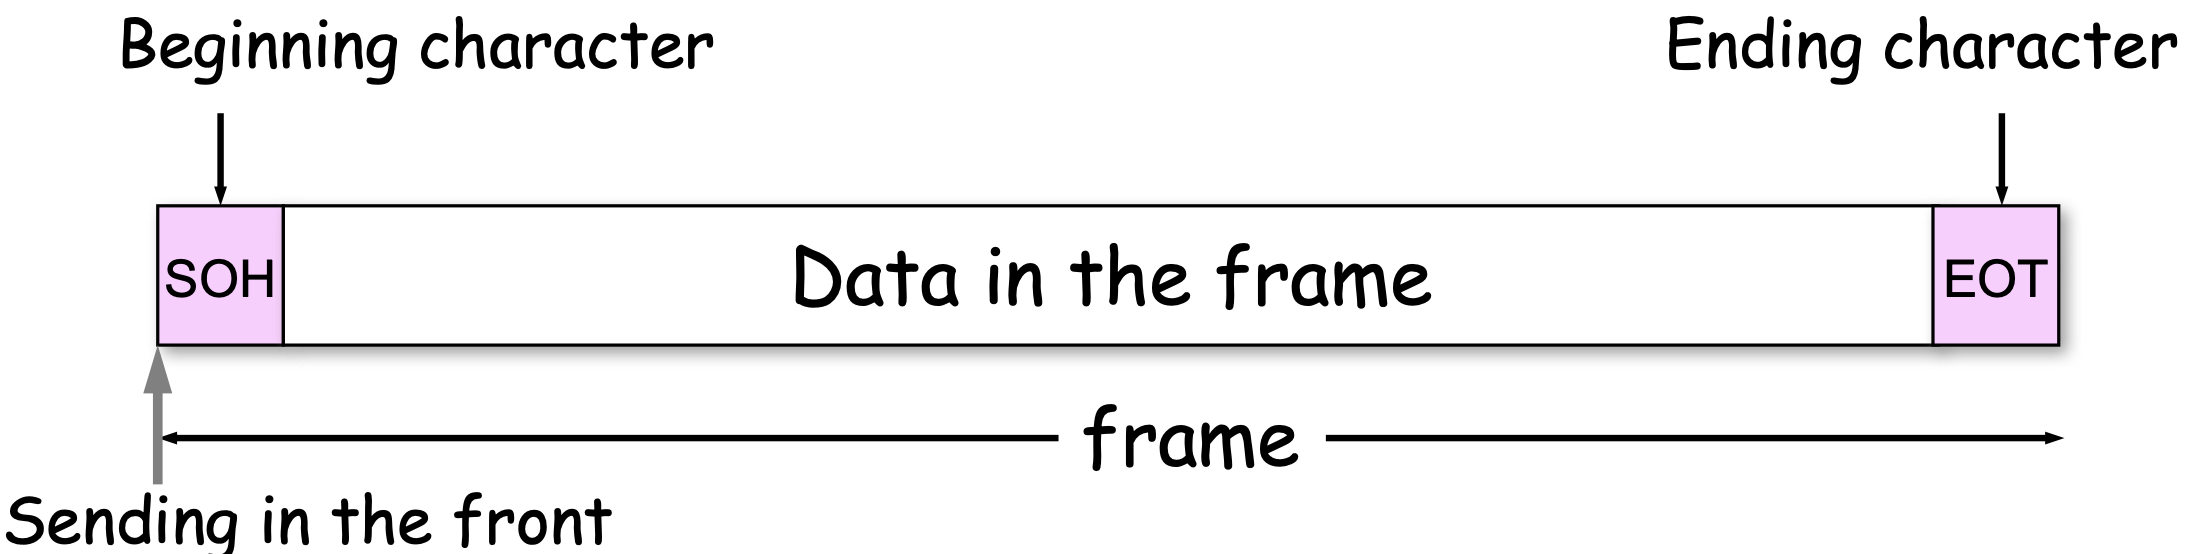 Beginning character
Ending character
SOH
Data in the frame
EOT
frame
Sending in the front